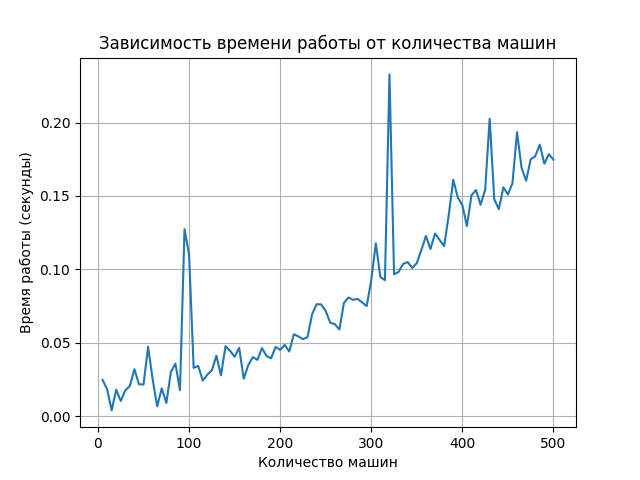 Зависимость времени работы от количества машин
0.20
0.15
0.10
0.05
0.00
Время работы (секунды)
0 100 200 300 400 500
Количество машин